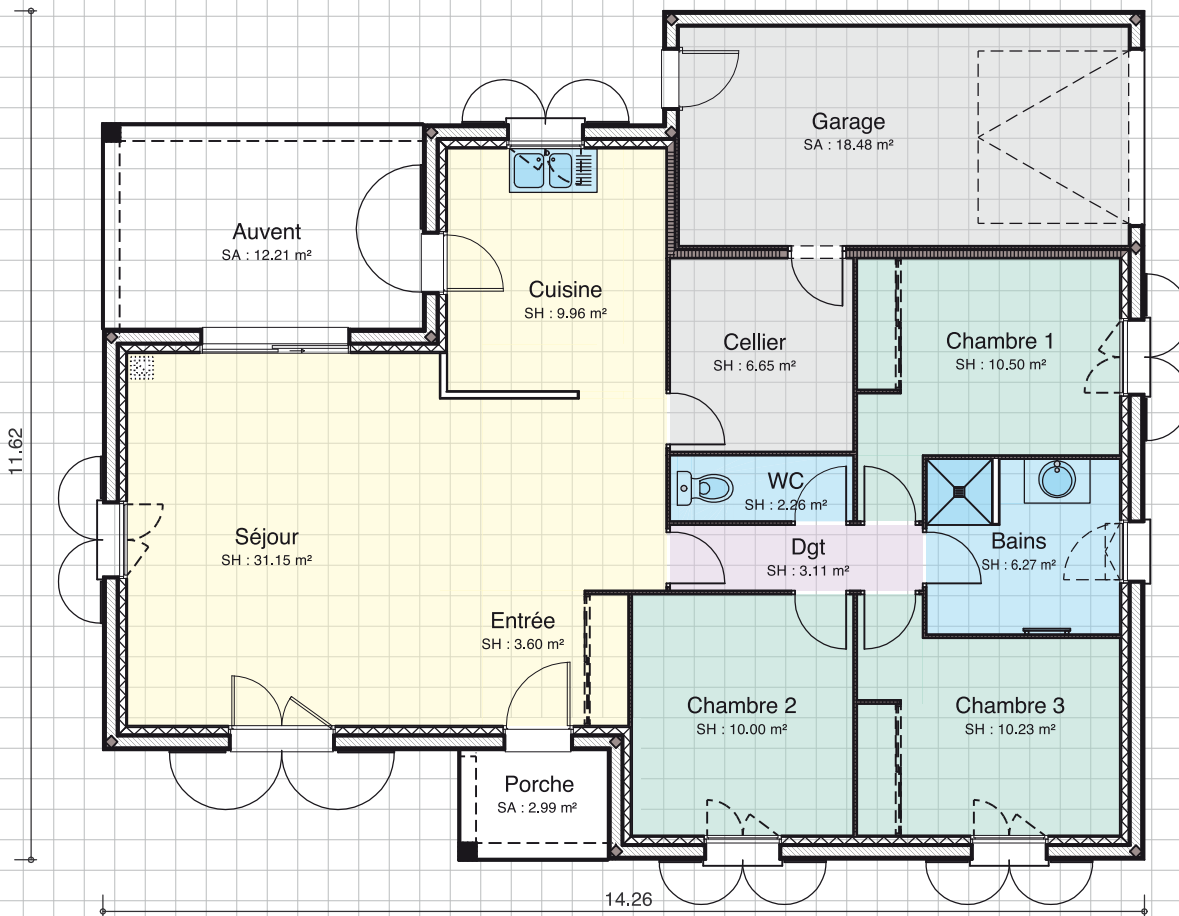 Garage
SA : 18.48 m²
Auvent
SA : 12.21 m²
Cuisine
SH : 9.96 m²
Cellier
SH : 6.65 m²
Chambre 1
SH : 10.50 m²
11.62
WC
SH : 2.26 m²
Séjour
SH : 31.15 m²
Dgt
SH : 3.11 m²
Bains
SH : 6.27 m²
Entrée
SH : 3.60 m²
Chambre 2
SH : 10.00 m²
Chambre 3
SH : 10.23 m²
Porche
SA : 2.99 m²
14.26